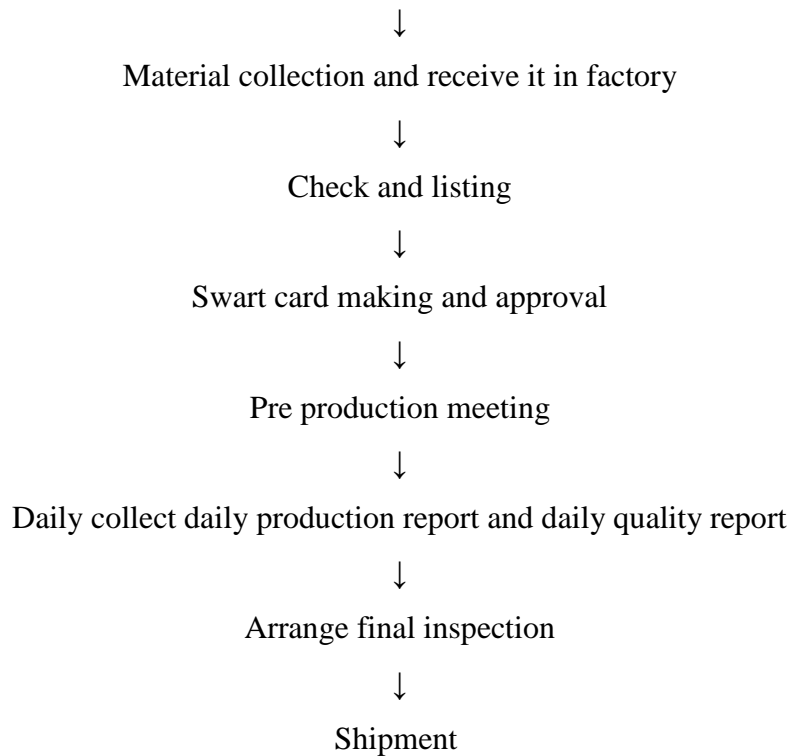 ↓
Material collection and receive it in factory
↓
Check and listing
↓
Swart card making and approval
↓
Pre production meeting
↓
Daily collect daily production report and daily quality report
↓
Arrange final inspection
↓
Shipment